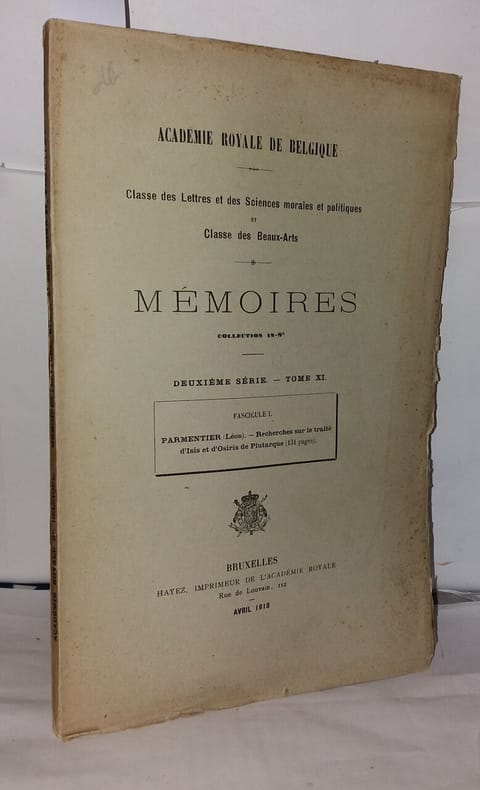 ACADEMIE ROYALE DE BELGIQUE
Classe des Lettres et des Sciences morales et politiques
ET
Classe des Beaux-Arts
MÉMOIRES
COLLECTION IN-8°
DEUXIÈME SÉRIE. — TOME XI.
FASCICULE I.
PARMENTIER (Léon). — Recherches sur le traité
d'Isis et d'Osiris de Plutarque (124 pages).
BRUXELLES
HAYEZ, IMPRIMEUR DE L'ACADÉMIE ROYALE
Rue de Louvain, 112
AVRIL 1913